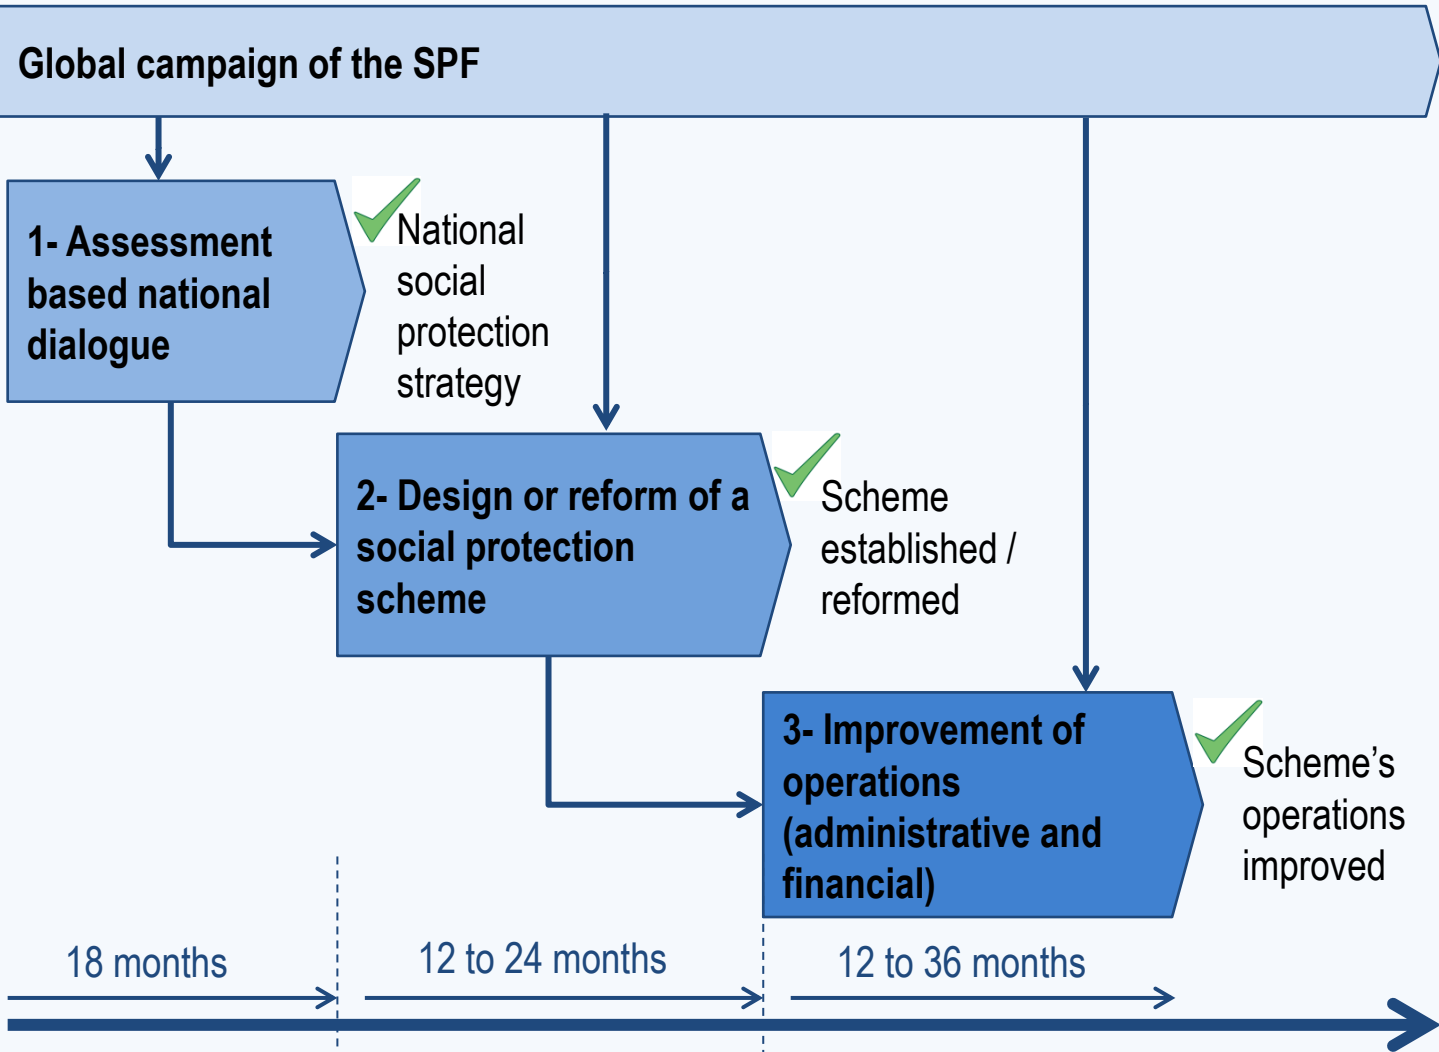 Global campaign of the SPF
1- Assessment
based national
dialogue
National
social
protection
strategy
2- Design or reform of a
social protection
scheme
Scheme
established /
reformed
3- Improvement of
operations
(administrative and
financial)
Scheme’s
operations
improved
18 months
12 to 24 months
12 to 36 months